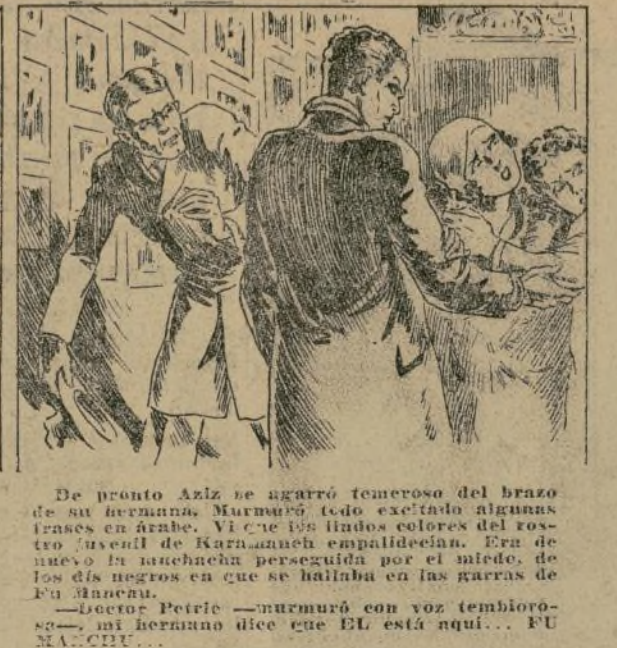 De pronto Aziz se agarró temeroso del brazo
de su hermana. Murmuró todo excitado algunas
frases en árabe. Vi que los lindos colores del ros-
tro juvenil de Karamaneh empalidecían. Era de
nuevo la muchacha perseguida por el miedo, de
los dís negros en que se hallaba en las garras de
Fu Manchu.
—Doctor Petrie —murmuró con voz tembloro-
sa—, mi hermano dice que EL está aquí... FU
MANCHU...